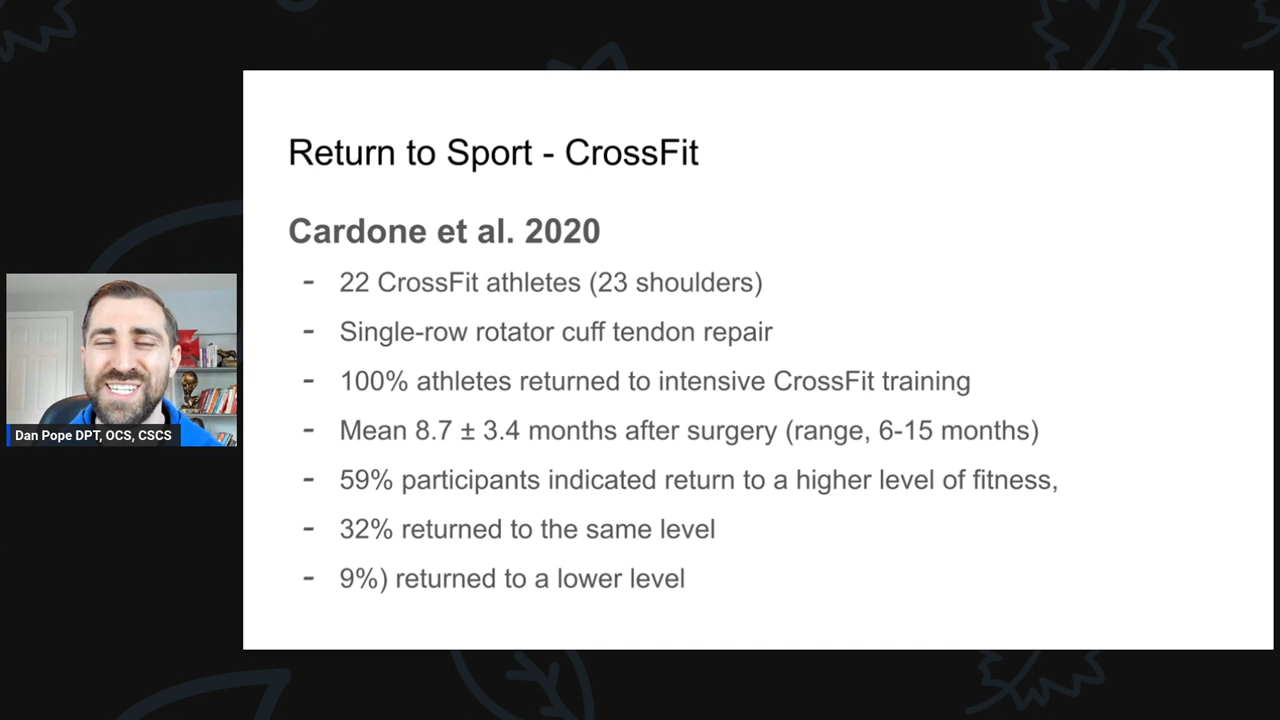 Return to Sport - CrossFit
Cardone et al. 2020
- 22 CrossFit athletes (23 shoulders)
- Single-row rotator cuff tendon repair
- 100% athletes returned to intensive CrossFit training
- Mean 8.7 ± 3.4 months after surgery (range, 6-15 months)
- 59% participants indicated return to a higher level of fitness,
- 32% returned to the same level
- 9%) returned to a lower level
Dan Pope DPT, OCS, CSCS